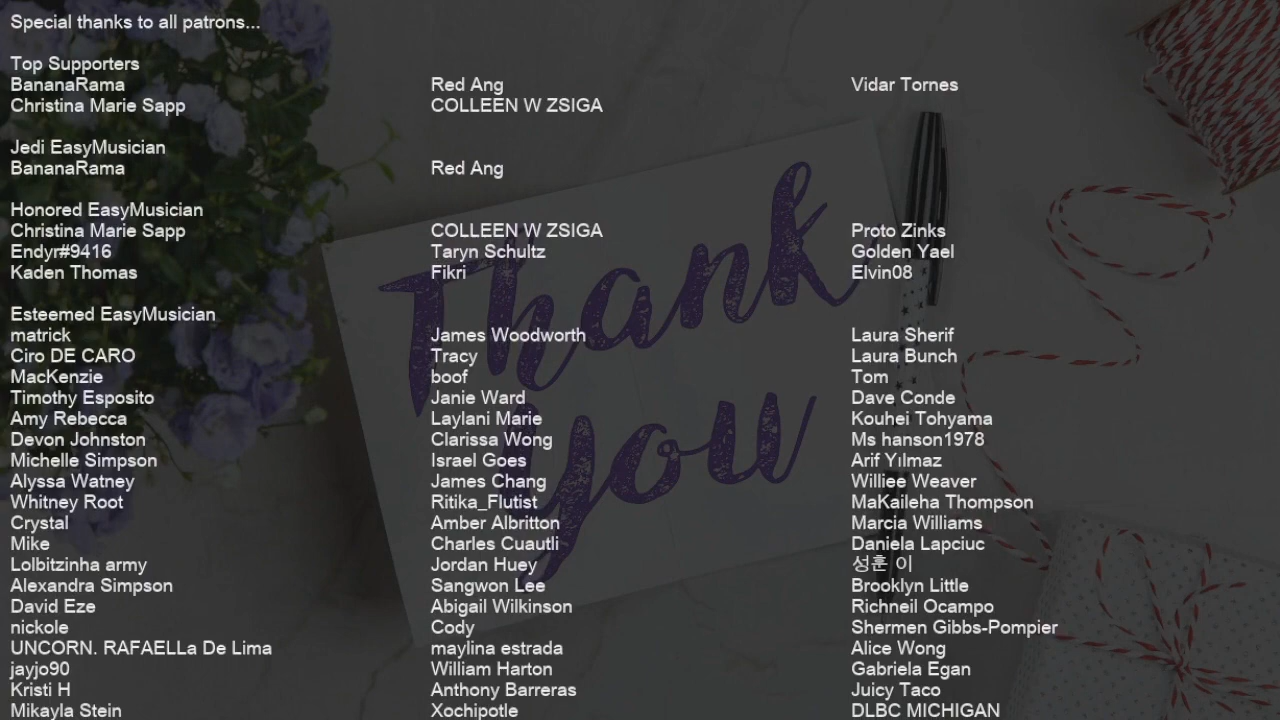 Special thanks to all patrons...
Top Supporters
BananaRama Red Ang Vidar Tornes
Christina Marie Sapp COLLEEN W ZSIGA
Jedi EasyMusician
BananaRama Red Ang
Honored EasyMusician
Christina Marie Sapp COLLEEN W ZSIGA Proto Zinks
Endyr#9416 Taryn Schultz Golden Yael
Kaden Thomas Fikri Elvin08
Esteemed EasyMusician
matrick James Woodworth Laura Sherif
Ciro DE CARO Tracy Laura Bunch
MacKenzie boof Tom
Timothy Esposito Janie Ward Dave Conde
Amy Rebecca Laylani Marie Kouhei Tohyama
Devon Johnston Clarissa Wong Ms hanson1978
Michelle Simpson Israel Goes Arif Yılmaz
Alyssa Watney James Chang Williee Weaver
Whitney Root Ritika_Flutist MaKaileha Thompson
Crystal Amber Albritton Marcia Williams
Mike Charles Cuautli Daniela Lapciuc
Lolbitzinha army Jordan Huey 성훈 이
Alexandra Simpson Sangwon Lee Brooklyn Little
David Eze Abigail Wilkinson Richneil Ocampo
nickole Cody Shermen Gibbs-Pompier
UNCORN. RAFAELLa De Lima maylina estrada Alice Wong
jayjo90 William Harton Gabriela Egan
Kristi H Anthony Barreras Juicy Taco
Mikayla Stein Xochipotle DLBC MICHIGAN
Thank
you